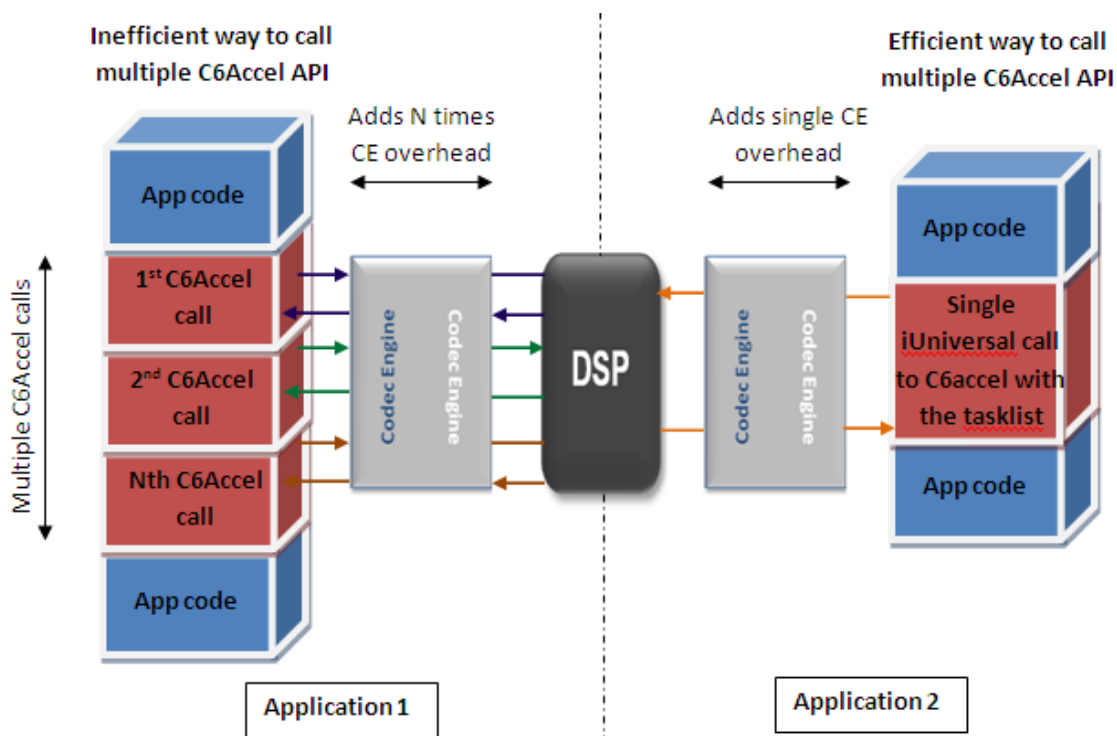 Inefficient way to call
multiple C6Accel API
Adds N times
CE overhead
App code
1st C6Accel
call
2nd C6Accel
call
Nth C6Accel
call
App code
Multiple C6Accel calls
Codec Engine
Codec Engine
DSP
Application 1
Efficient way to call
multiple C6Accel API
Adds single CE
overhead
Codec Engine
Codec Engine
App code
Single
iUniversal call
to C6accel with
the tasklist
App code
Application 2